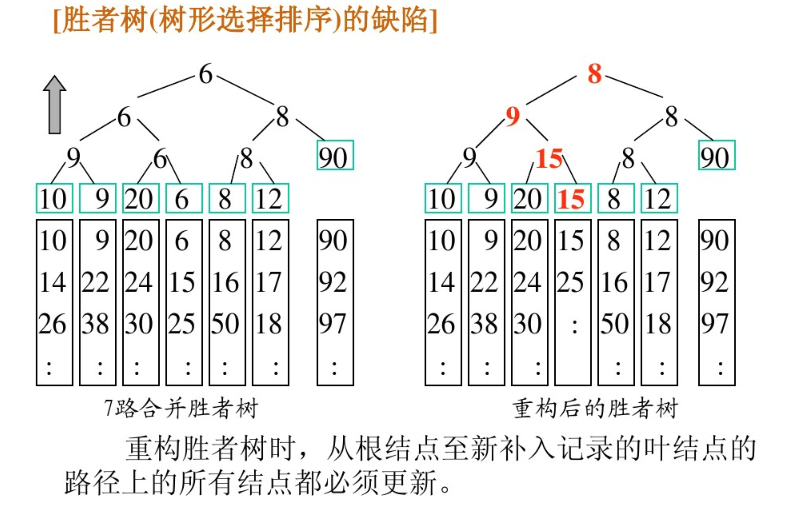 [胜者树(树形选择排序)的缺陷]
6 8
6 8 9 8
9 6 8 90 9 15 8 90
10 9 20 6 8 12 10 9 20 15 8 12
10 9 20 6 8 12 90 10 9 20 15 8 12 90
14 22 24 15 16 17 92 14 22 24 25 16 17 92
26 38 30 25 50 18 97 26 38 30 : 50 18 97
: : : : : : : : : : : : :
7路合并胜者树 重构后的胜者树
重构胜者树时，从根结点至新补入记录的叶结点的
路径上的所有结点都必须更新。